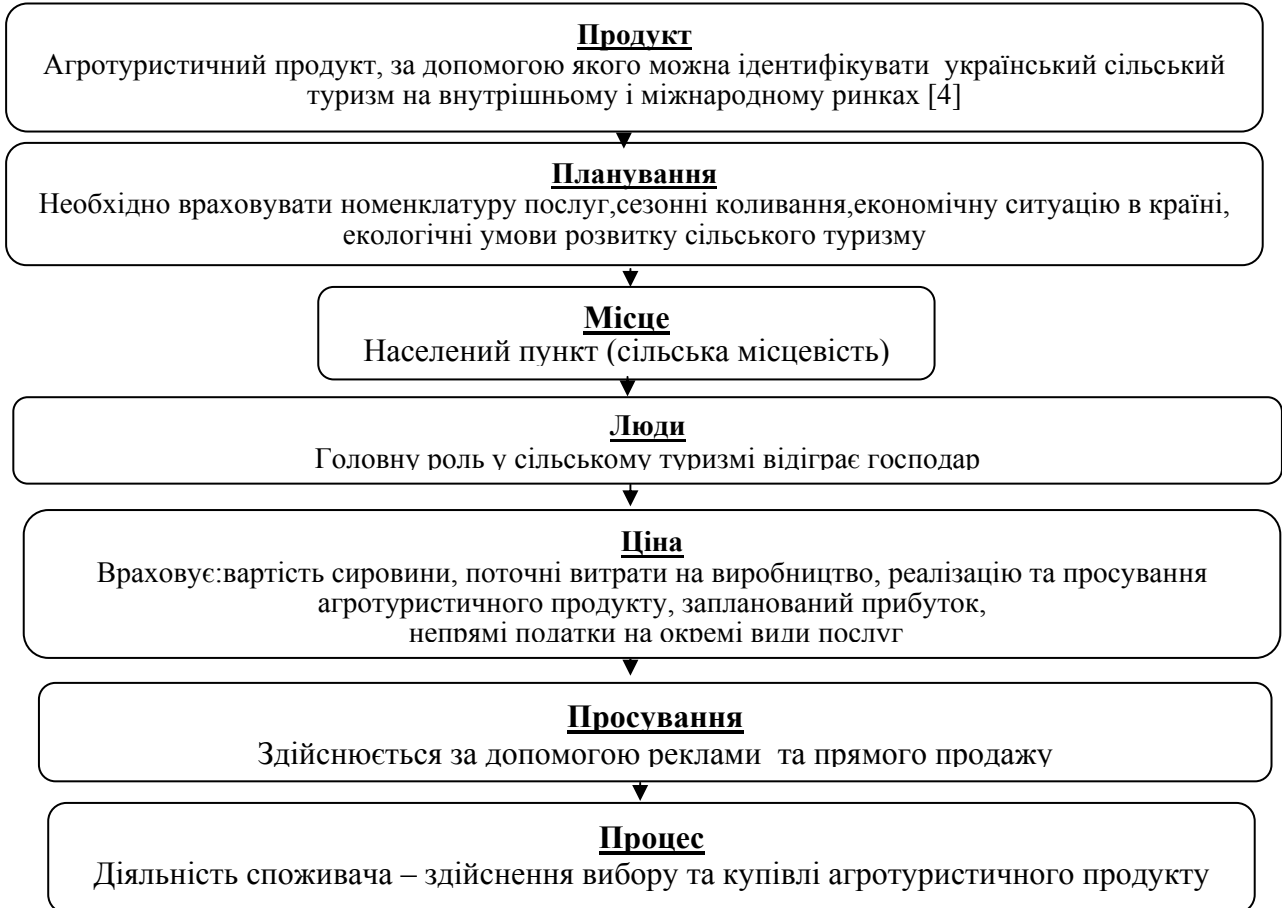 Продукт
Агротуристичний продукт, за допомогою якого можна ідентифікувати український сільський
туризм на внутрішньому і міжнародному ринках [4]
Планування
Необхідно враховувати номенклатуру послуг,сезонні коливання,економічну ситуацію в країні,
екологічні умови розвитку сільського туризму
Місце
Населений пункт (сільська місцевість)
Люди
Головну роль у сільському туризмі відіграє господар
Ціна
Враховує:вартість сировини, поточні витрати на виробництво, реалізацію та просування
агротуристичного продукту, запланований прибуток,
непрямі податки на окремі види послуг
Просування
Здійснюється за допомогою реклами та прямого продажу
Процес
Діяльність споживача – здійснення вибору та купівлі агротуристичного продукту